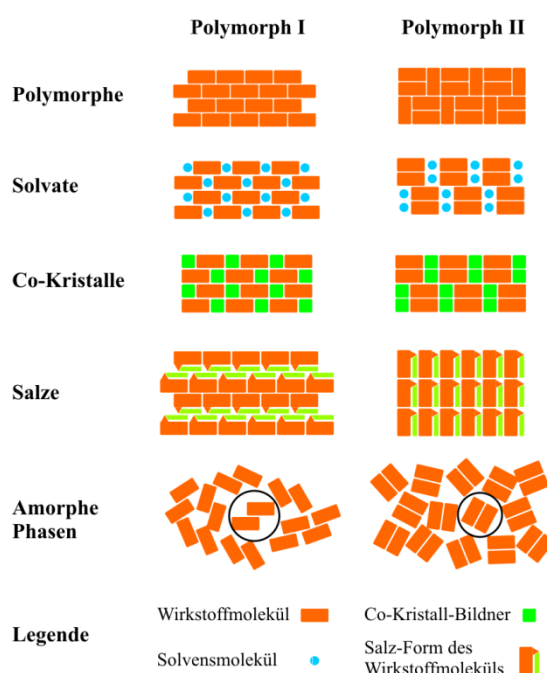 Polymorph I
Polymorph II
Polymorphe
Solvate
Co-Kristalle
Salze
Amorphe
Phasen
Legende
Wirkstoffmolekül
Co-Kristall-Bildner
Solvensmolekül
Salz-Form des
Wirkstoffmoleküls